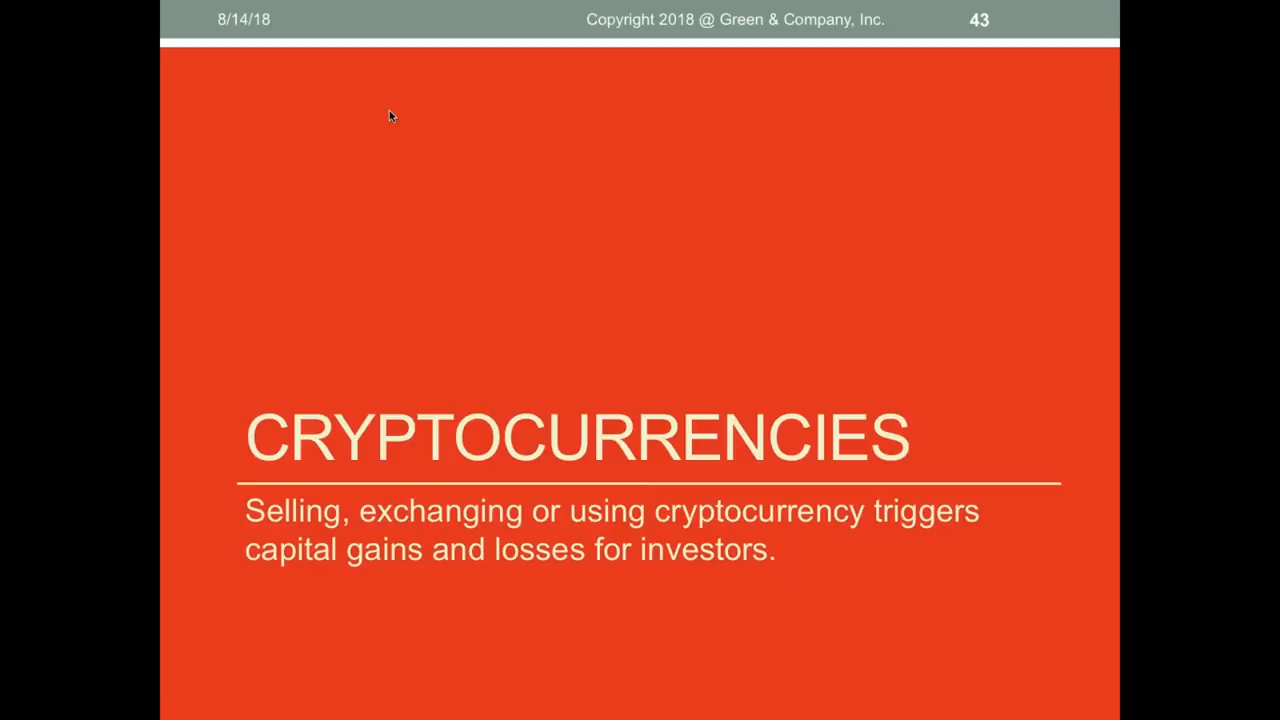 8/14/18 Copyright 2018 @ Green & Company, Inc. 43
CRYPTOCURRENCIES
Selling, exchanging or using cryptocurrency triggers
capital gains and losses for investors.